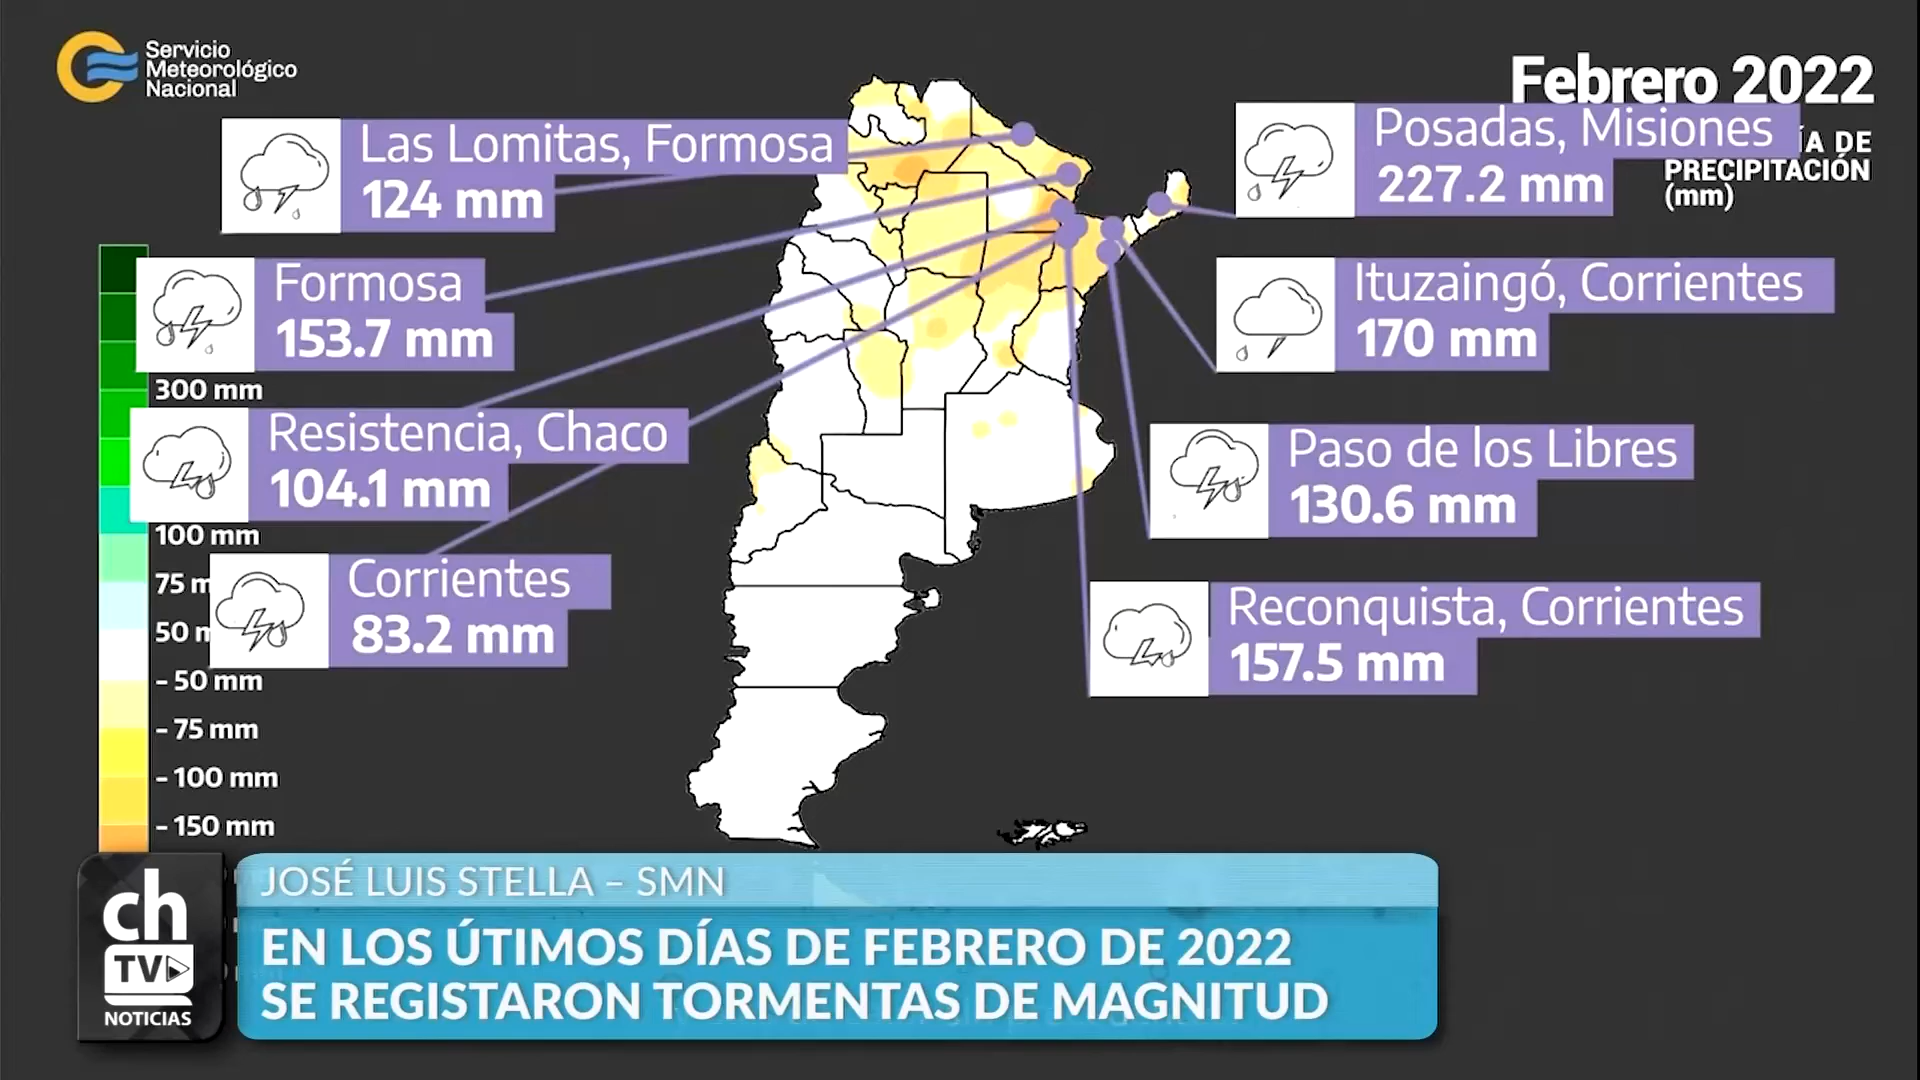 Servicio
Meteorológico
Nacional
Febrero 2022
ÍA DE
PRECIPITACIÓN
(mm)
Las Lomitas, Formosa
124 mm
Posadas, Misiones
227.2 mm
Formosa
153.7 mm
Ituzaingó, Corrientes
170 mm
300 mm
Resistencia, Chaco
104.1 mm
Paso de los Libres
130.6 mm
100 mm
75 m
Corrientes
83.2 mm
50 m
Reconquista, Corrientes
157.5 mm
- 50 mm
- 75 mm
- 100 mm
- 150 mm
ch
TV
NOTICIAS
JOSÉ LUIS STELLA – SMN
EN LOS ÚTIMOS DÍAS DE FEBRERO DE 2022
SE REGISTARON TORMENTAS DE MAGNITUD